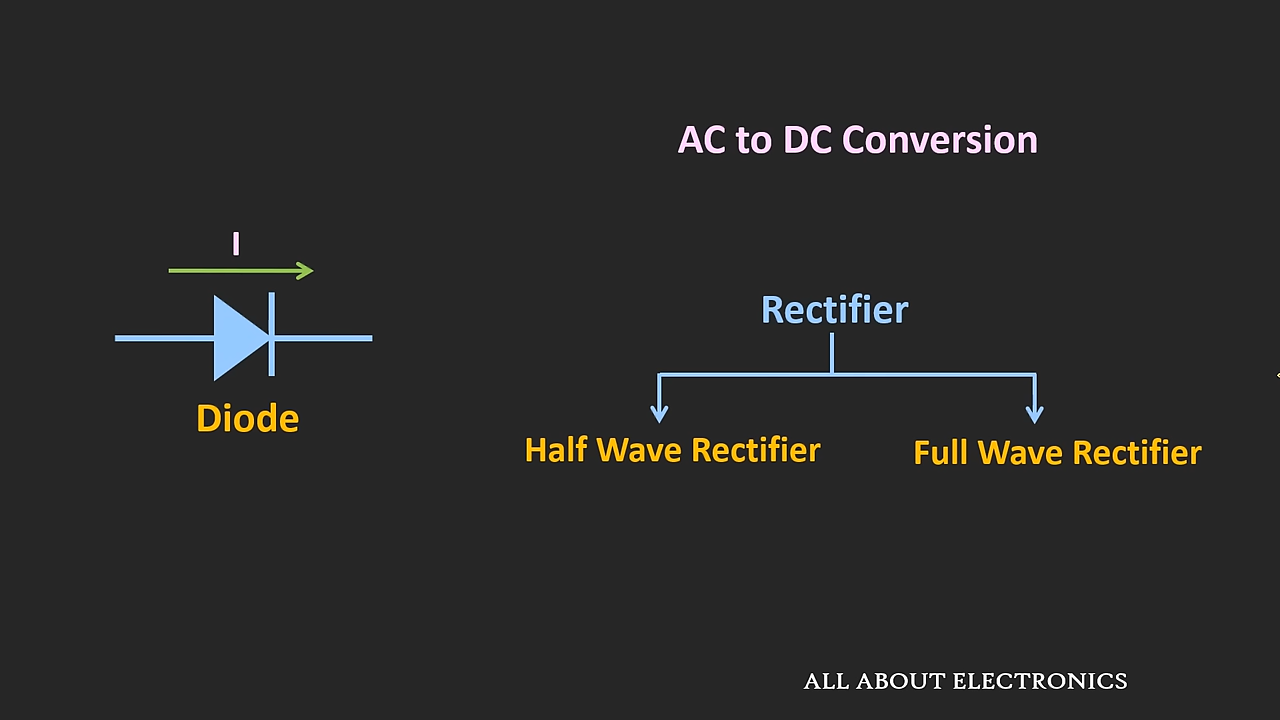 AC to DC Conversion
I
Rectifier
Diode
Half Wave Rectifier
Full Wave Rectifier
ALL ABOUT ELECTRONICS